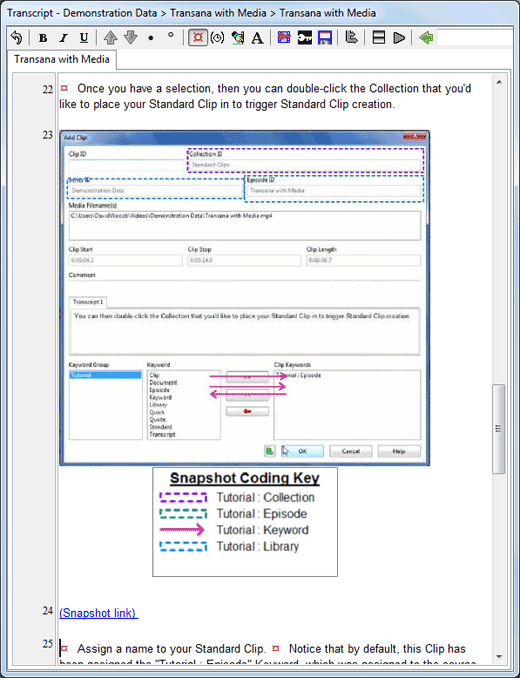 Transcript - Demonstration Data > Transana with Media > Transana with Media
B I U
A
Transana with Media
22 ¤ Once you have a selection, then you can double-click the Collection that you'd
like to place your Standard Clip in to trigger Standard Clip creation.
23
Add Clip
Clip ID Collection ID
Standard Clips
Series ID Episode ID
Demonstration Data Transana with Media
Media Filename(s)
C:\Users\DavidWoods\Videos\Demonstration Data\Transana with Media.mp4
Clip Start Clip Stop Clip Length
0:05:04.2 0:05:14.0
Comment
Transcript 1
You can then double-click the Collection that you'd like to place your Standard Clip in to trigger Standard Clip creation
Keyword Group Keyword Clip Keywords
Tutorial Clip Tutorial : Episode
Document
Episode
Keyword
Library
Quick
Quote
Standard
Transcript
OK Cancel Help
Snapshot Coding Key
Tutorial : Collection
Tutorial : Episode
Tutorial : Keyword
Tutorial : Library
24 (Snapshot link)
25 ¤ Assign a name to your Standard Clip. ¤ Notice that by default, this Clip has
been assigned the "Tutorial : Episode" Keyword, which was assigned to the source